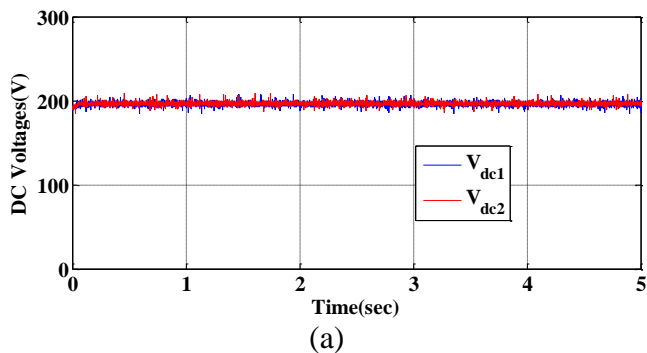 300
200
100
0
DC Voltages(V)
V_dc1
V_dc2
0 1 2 3 4 5
Time(sec)
(a)